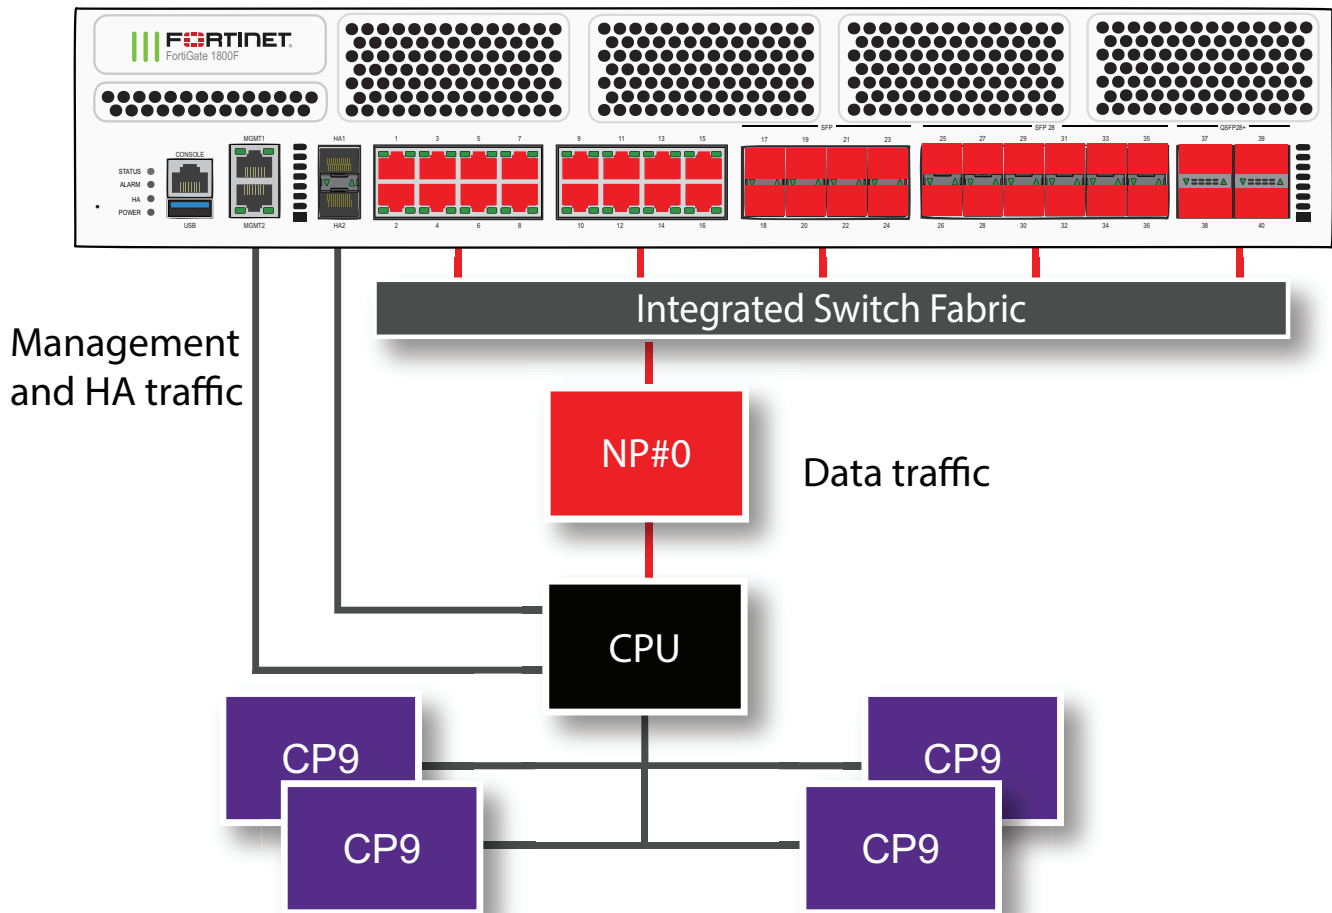 FORTINET
FortiGate 1800F
MGMT1 HA1 1 3 5 7 9 11 13 15 SFP 17 19 21 23 SFP 28 25 27 29 31 33 35 QSFP28+ 37 39
CONSOLE
STATUS
ALARM
HA
POWER
USB MGMT2 HA2 2 4 6 8 10 12 14 16 18 20 22 24 26 28 30 32 34 36 38 40
Integrated Switch Fabric
Management
and HA traffic
NP#0
Data traffic
CPU
CP9 CP9
CP9 CP9